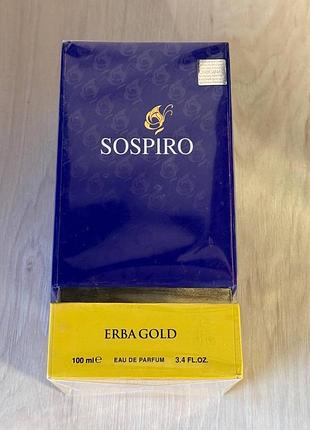 SOSPIRO
ERBA GOLD
100 ml e EAU DE PARFUM 3.4 FL.OZ.